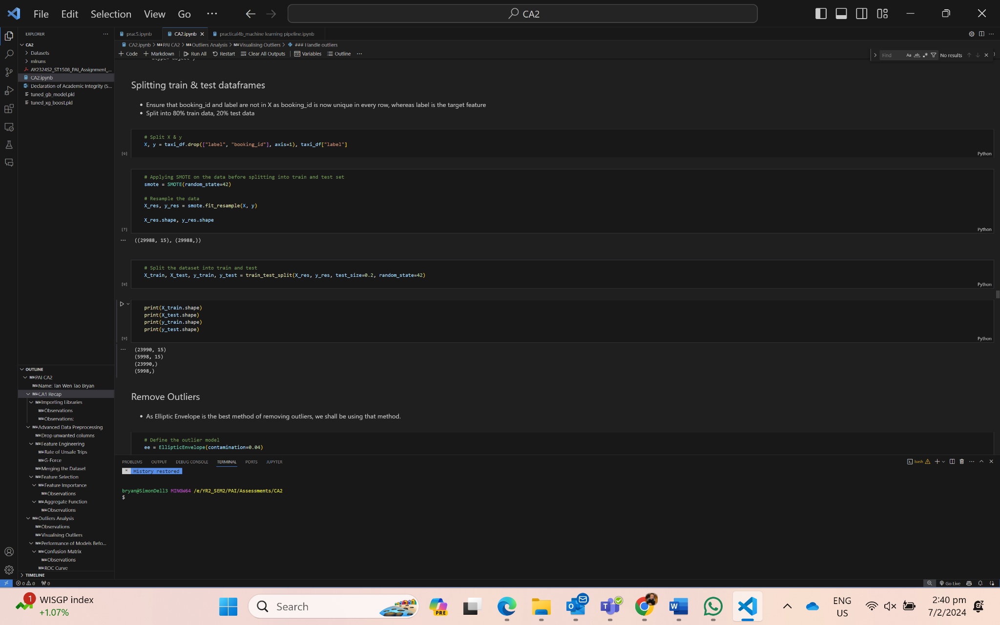 File Edit Selection View Go ···
CA2
EXPLORER
CA2
Datasets
mlruns
AY2324S2_ST1508_PAI_Assignment_...
CA2.ipynb
Declaration of Academic Integrity (S...
tuned_gb_model.pkl
tuned_xg_boost.pkl
prac5.ipynb
CA2.ipynb
practical4b_machine learning pipeline.ipynb
CA2.ipynb > M↓PAI CA2 > M↓Outliers Analysis > M↓Visualising Outliers > ### Handle outliers
+ Code + Markdown Run All Restart Clear All Outputs Variables Outline ···
Find
Aa ab
No results
Splitting train & test dataframes
• Ensure that booking_id and label are not in X as booking_id is now unique in every row, whereas label is the target feature
• Split into 80% train data, 20% test data
# Split X & y
X, y = taxi_df.drop(["label", "booking_id"], axis=1), taxi_df["label"]
[6]
Python
# Applying SMOTE on the data before splitting into train and test set
smote = SMOTE(random_state=42)
# Resample the data
X_res, y_res = smote.fit_resample(X, y)
X_res.shape, y_res.shape
[7]
Python
··· ((29988, 15), (29988,))
# Split the dataset into train and test
X_train, X_test, y_train, y_test = train_test_split(X_res, y_res, test_size=0.2, random_state=42)
[8]
Python
print(X_train.shape)
print(X_test.shape)
print(y_train.shape)
print(y_test.shape)
[9]
Python
··· (23990, 15)
(5998, 15)
(23990,)
(5998,)
Remove Outliers
• As Elliptic Envelope is the best method of removing outliers, we shall be using that method.
# Define the outlier model
ee = EllipticEnvelope(contamination=0.04)
OUTLINE
M↓PAI CA2
M↓Name: Tan Wen Tao Bryan
M↓CA1 Recap
M↓Importing Libraries
M↓Observations
M↓Observations:
M↓Advanced Data Preprocessing
M↓Drop unwanted columns
M↓Feature Engineering
M↓Rate of Unsafe Trips
M↓G-Force
M↓Merging the Dataset
M↓Feature Selection
M↓Feature Importance
M↓Observations
M↓Aggregate Function
M↓Observations
M↓Outliers Analysis
M↓Observations
M↓Visualising Outliers
M↓Performance of Models Befo...
M↓Confusion Matrix
M↓Observations
M↓ROC Curve
TIMELINE
PROBLEMS OUTPUT DEBUG CONSOLE TERMINAL PORTS JUPYTER
bash
* History restored
bryan@SimonDell3 MINGW64 /e/YR2_SEM2/PAI/Assessments/CA2
$
0 0 0
Go Live
1
WISGP index
+1.07%
Search
PRE
ENG
US
2:40 pm
7/2/2024